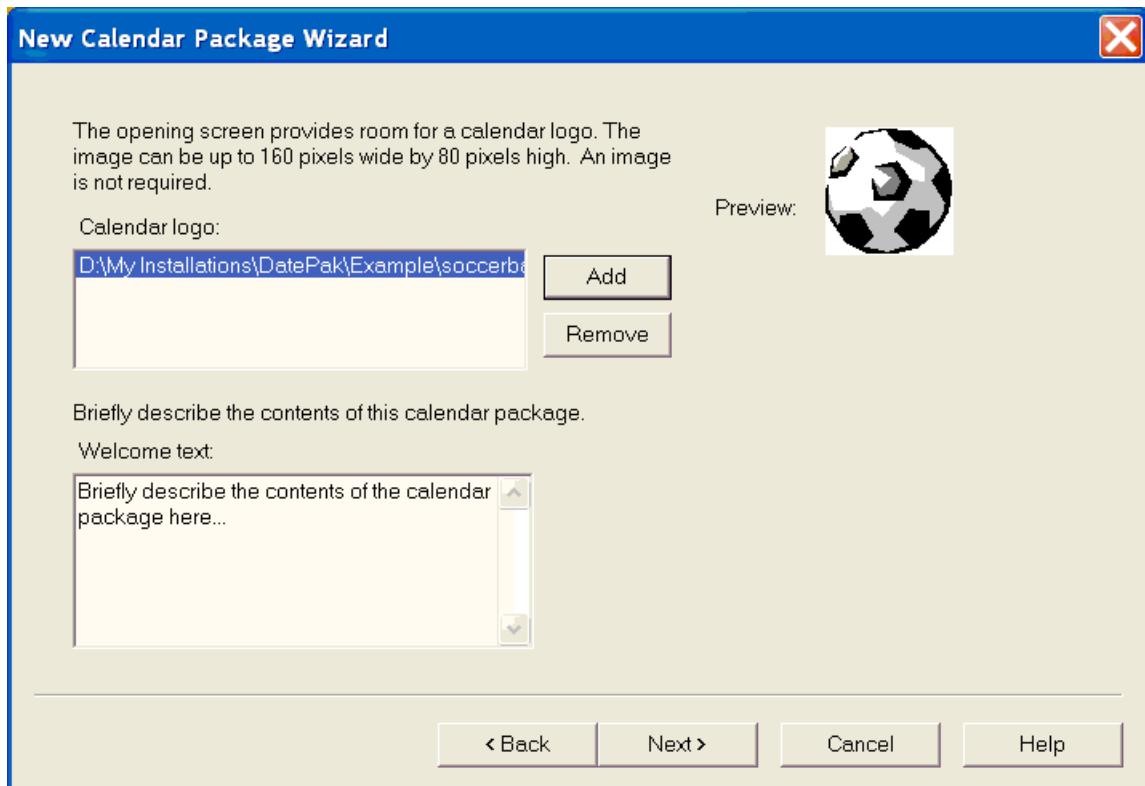 New Calendar Package Wizard
The opening screen provides room for a calendar logo. The
image can be up to 160 pixels wide by 80 pixels high. An image
is not required.
Preview:
Calendar logo:
D:\My Installations\DatePak\Example\soccerba
Add
Remove
Briefly describe the contents of this calendar package.
Welcome text:
Briefly describe the contents of the calendar
package here...
< Back
Next >
Cancel
Help